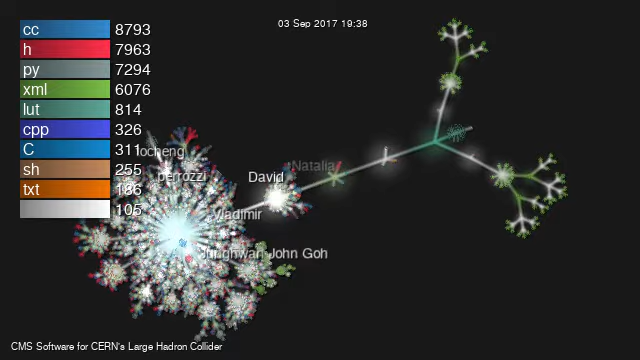 03 Sep 2017 19:38
cc 8793
h 7963
py 7294
xml 6076
lut 814
cpp 326
C 311
sh 255
txt 186
105
perrozzi
David
Natalia
Vladimir
Junghwan John Goh
CMS Software for CERN's Large Hadron Collider